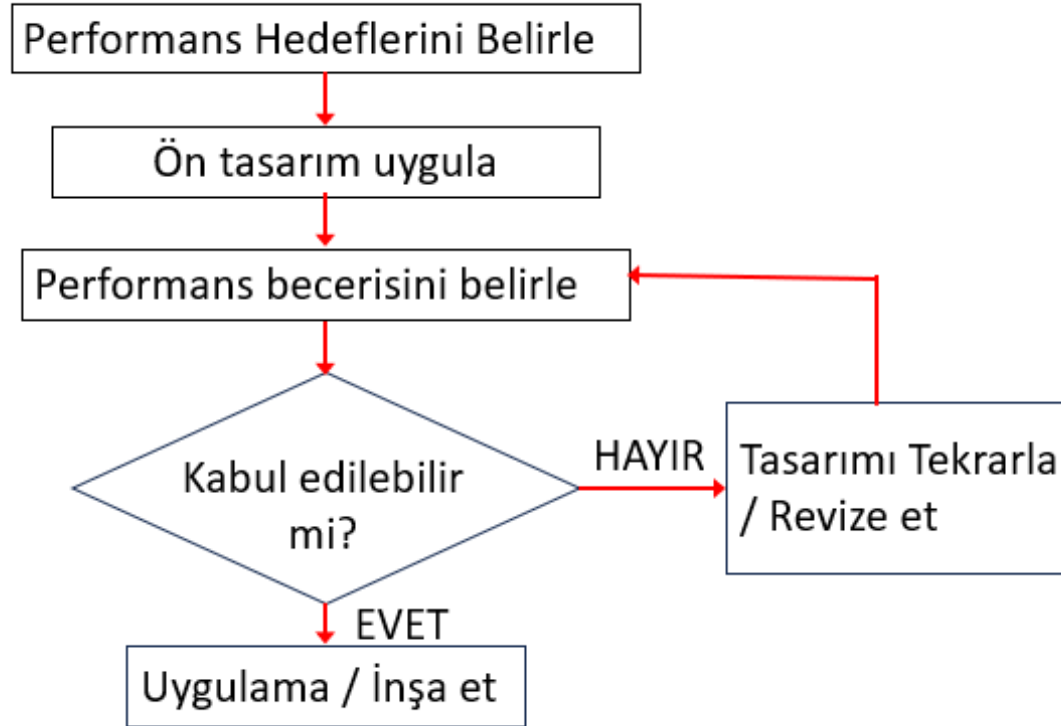 Performans Hedeflerini Belirle
Ön tasarım uygula
Performans becerisini belirle
Kabul edilebilir
mi?
HAYIR
Tasarımı Tekrarla
/ Revize et
EVET
Uygulama / İnşa et